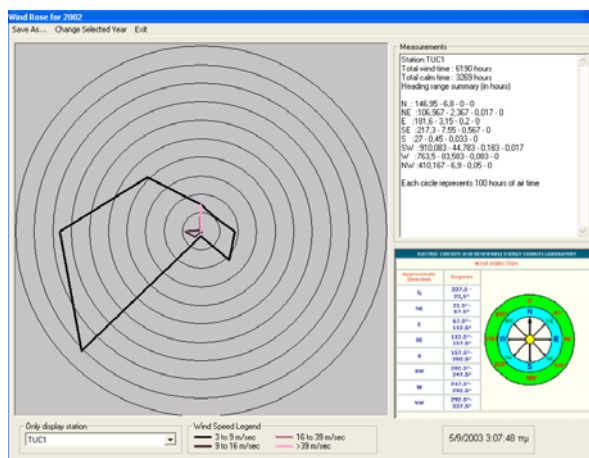 Wind Rose for 2002
Save As... Change Selected Year Exit
Measurements
Station:TUC1
Total wind time : 6190 hours
Total calm time : 3269 hours
Heading range summary (in hours)
N : 146,95 - 6,8 - 0 - 0
NE : 106,967 - 2,367 - 0,017 - 0
E : 181,6 - 3,15 - 0,2 - 0
SE : 217,3 - 7,55 - 0,567 - 0
S : 27 - 0,45 - 0,033 - 0
SW : 910,083 - 44,783 - 0,183 - 0,017
W : 763,5 - 83,583 - 0,083 - 0
NW : 410,167 - 6,9 - 0,05 - 0
Each circle represents 100 hours of air time
ELECTRIC CIRCUITS AND RENEWABLE ENERGY SOURCES LABORATORY
WIND DIRECTION
Approximate Direction Degrees
N
NE
E
SE
S
SW
W
NW
N
W E
S
Only display station
TUC1
Wind Speed Legend
3 to 9 m/sec 16 to 39 m/sec
9 to 16 m/sec >39 m/sec
5/9/2003 3:07:48 πμ